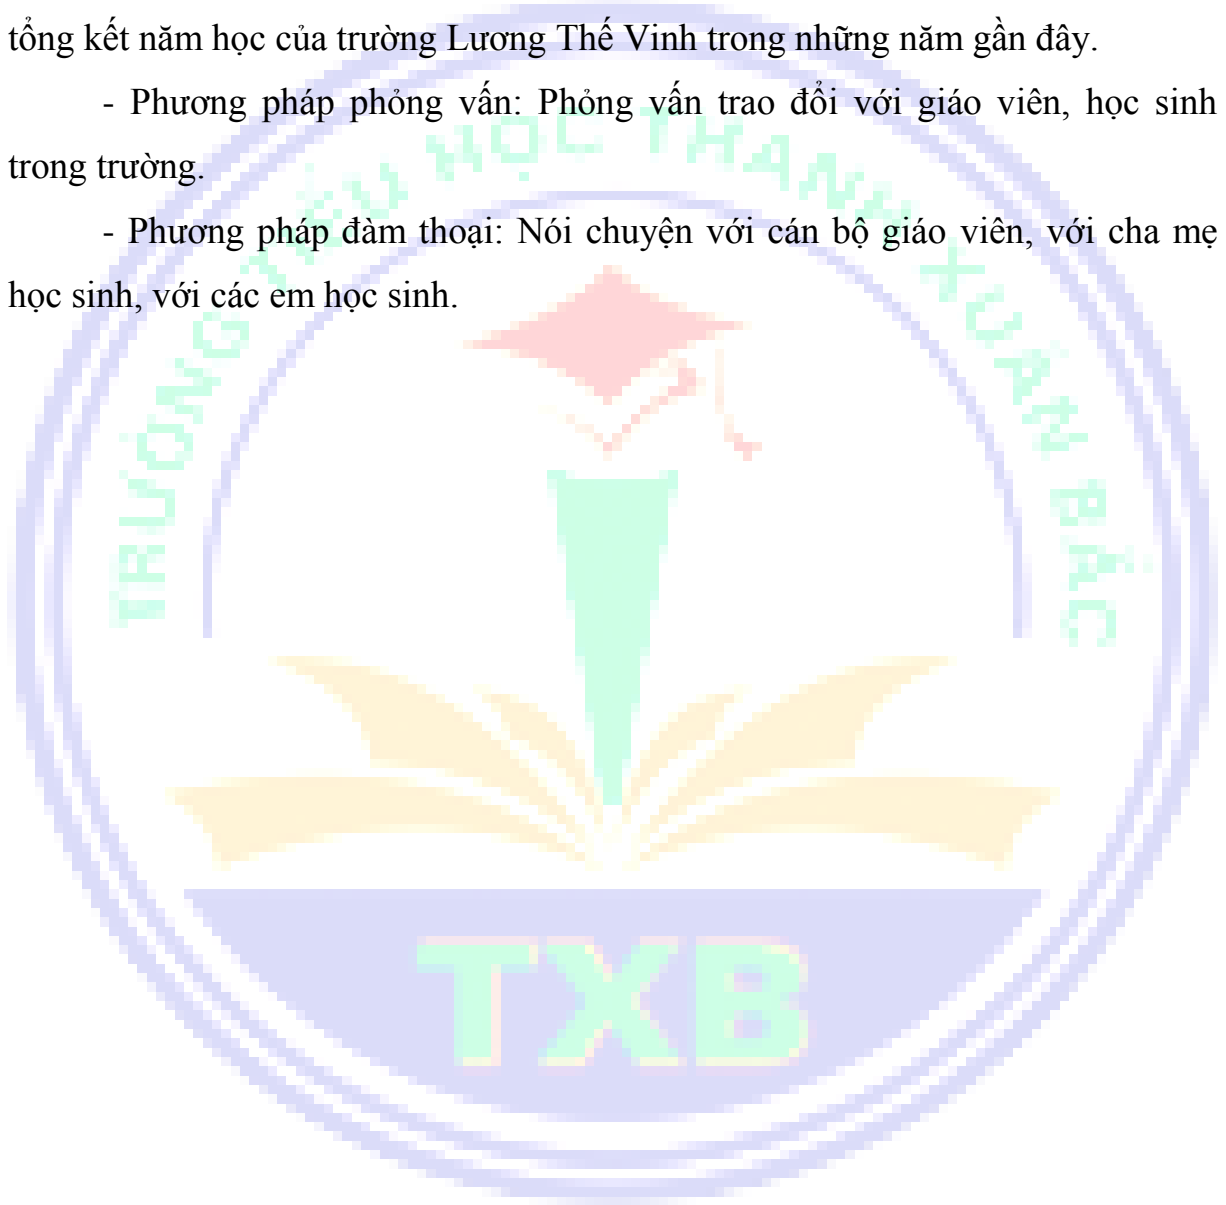 tổng kết năm học của trường Lương Thế Vinh trong những năm gần đây.
- Phương pháp phỏng vấn: Phỏng vấn trao đổi với giáo viên, học sinh
trong trường.
- Phương pháp đàm thoại: Nói chuyện với cán bộ giáo viên, với cha mẹ
học sinh, với các em học sinh.
TRƯỜNG TIỂU HỌC THANH XUÂN BẮC
TXB